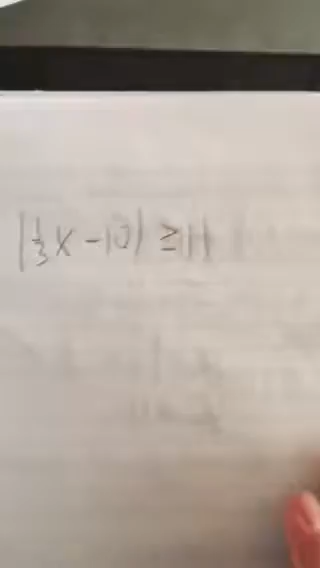 |⅓x - 10| ≥ 11